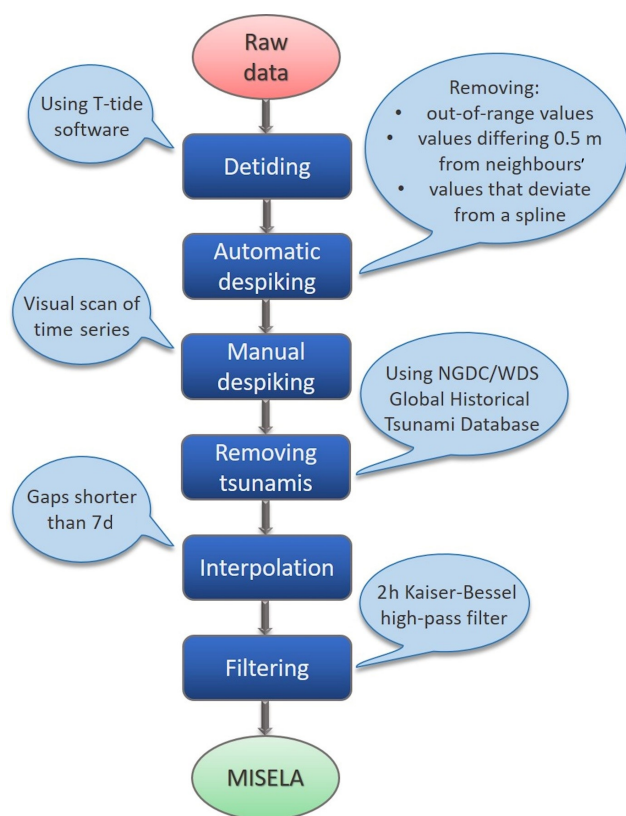 Raw
data
Using T-tide
software
Detiding
Removing:
• out-of-range values
• values differing 0.5 m
from neighbours’
• values that deviate
from a spline
Automatic
despiking
Visual scan of
time series
Manual
despiking
Using NGDC/WDS
Global Historical
Tsunami Database
Removing
tsunamis
Gaps shorter
than 7d
Interpolation
2h Kaiser-Bessel
high-pass filter
Filtering
MISELA